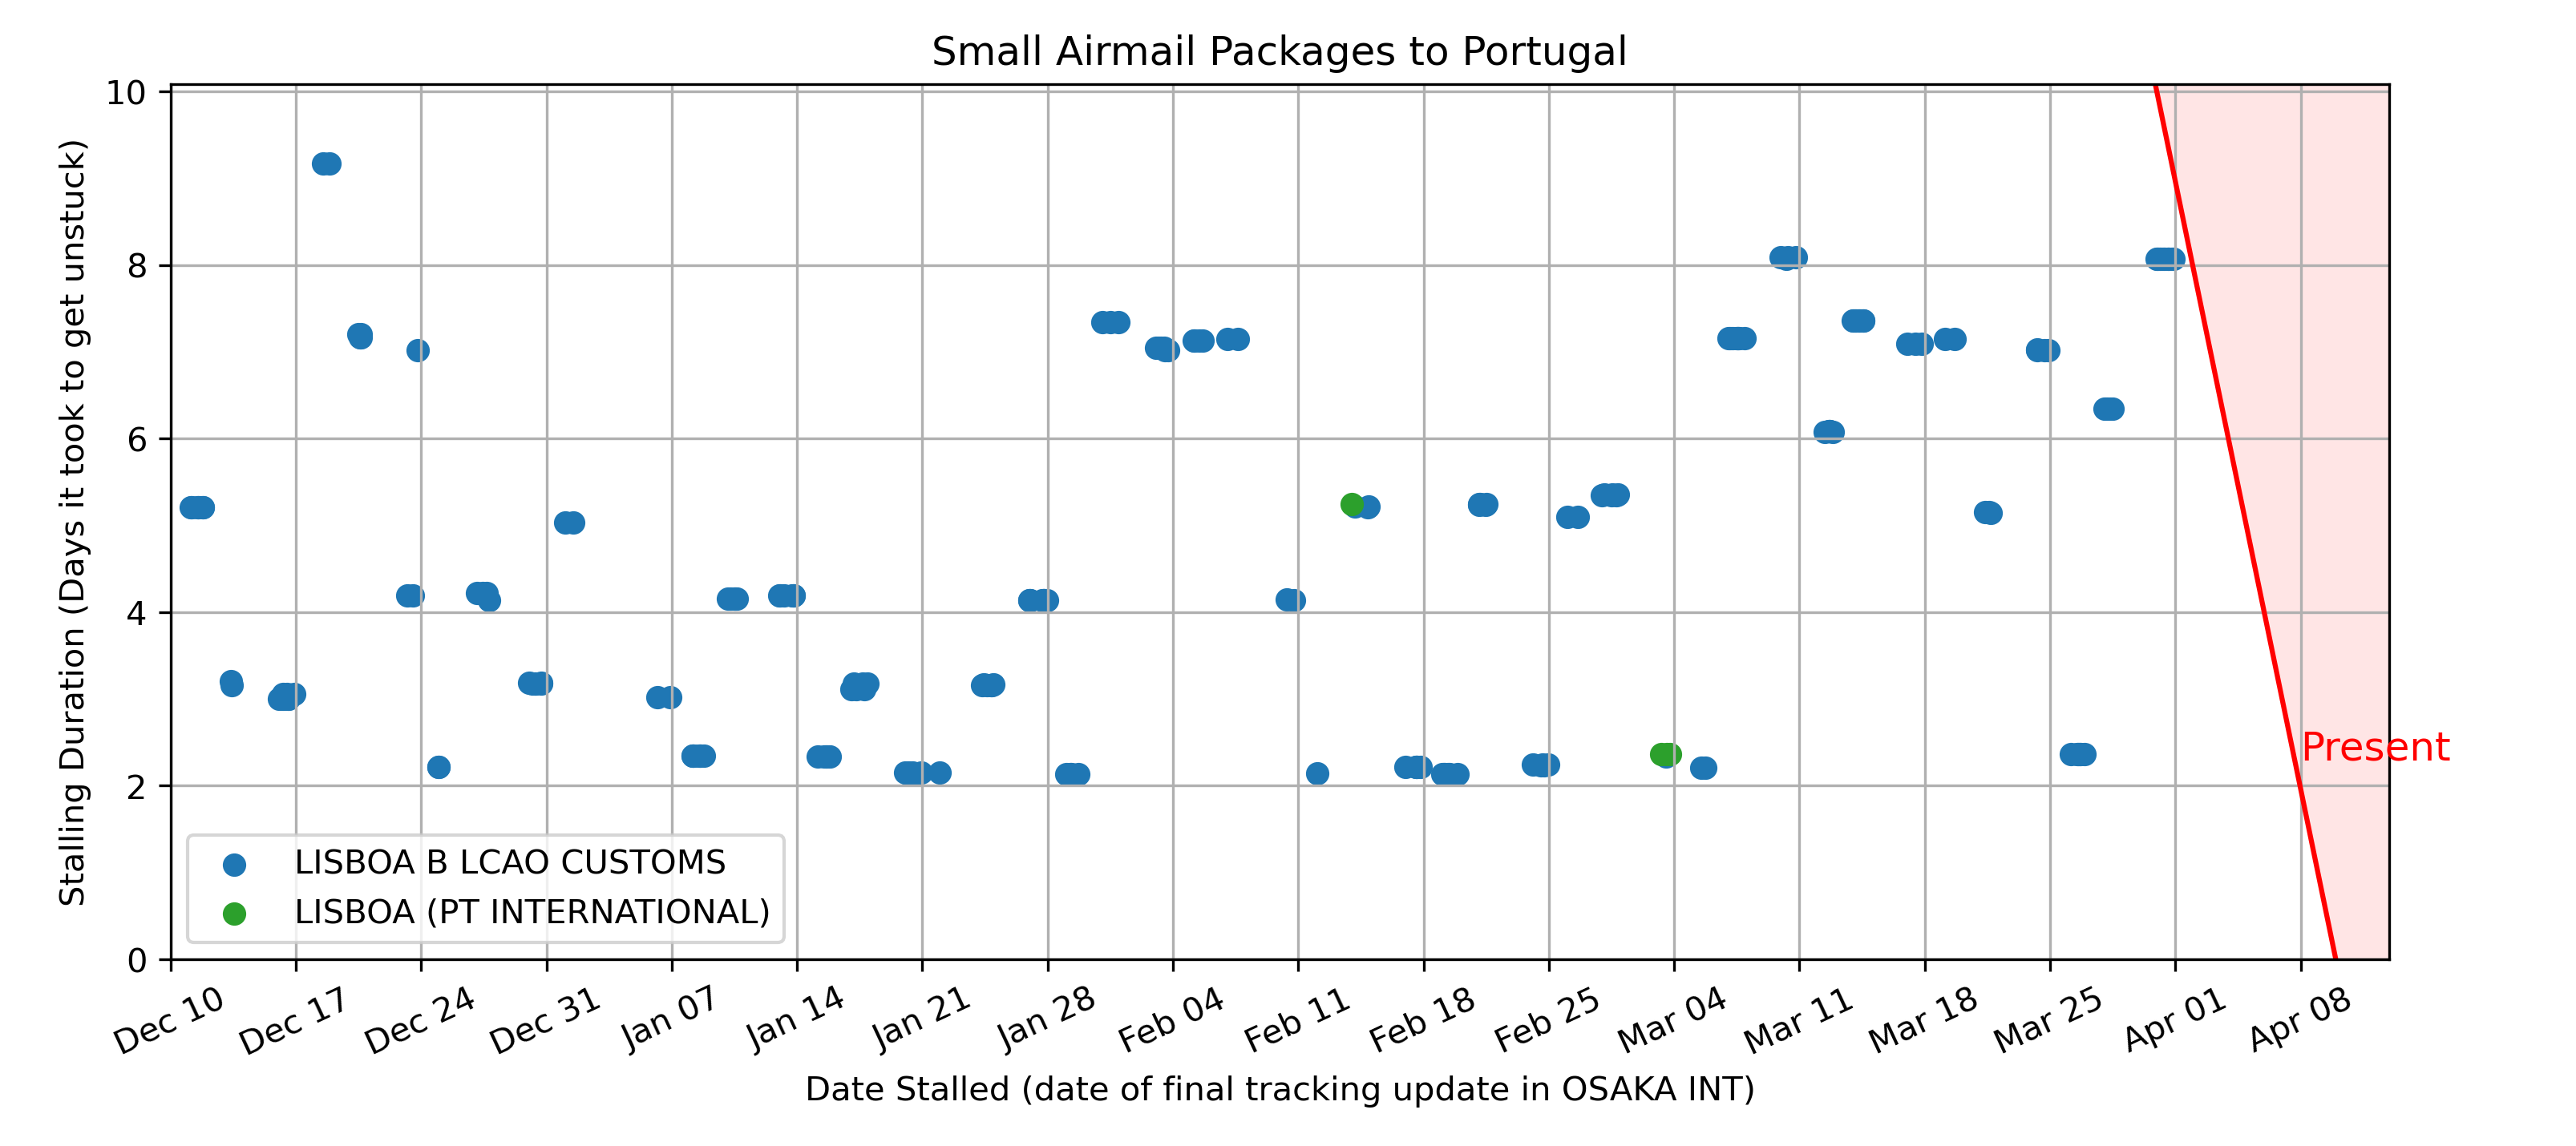 Small Airmail Packages to Portugal
Stalling Duration (Days it took to get unstuck)
10
8
6
4
2
0
Present
LISBOA B LCAO CUSTOMS
LISBOA (PT INTERNATIONAL)
Dec 10 Dec 17 Dec 24 Dec 31 Jan 07 Jan 14 Jan 21 Jan 28 Feb 04 Feb 11 Feb 18 Feb 25 Mar 04 Mar 11 Mar 18 Mar 25 Apr 01 Apr 08
Date Stalled (date of final tracking update in OSAKA INT)